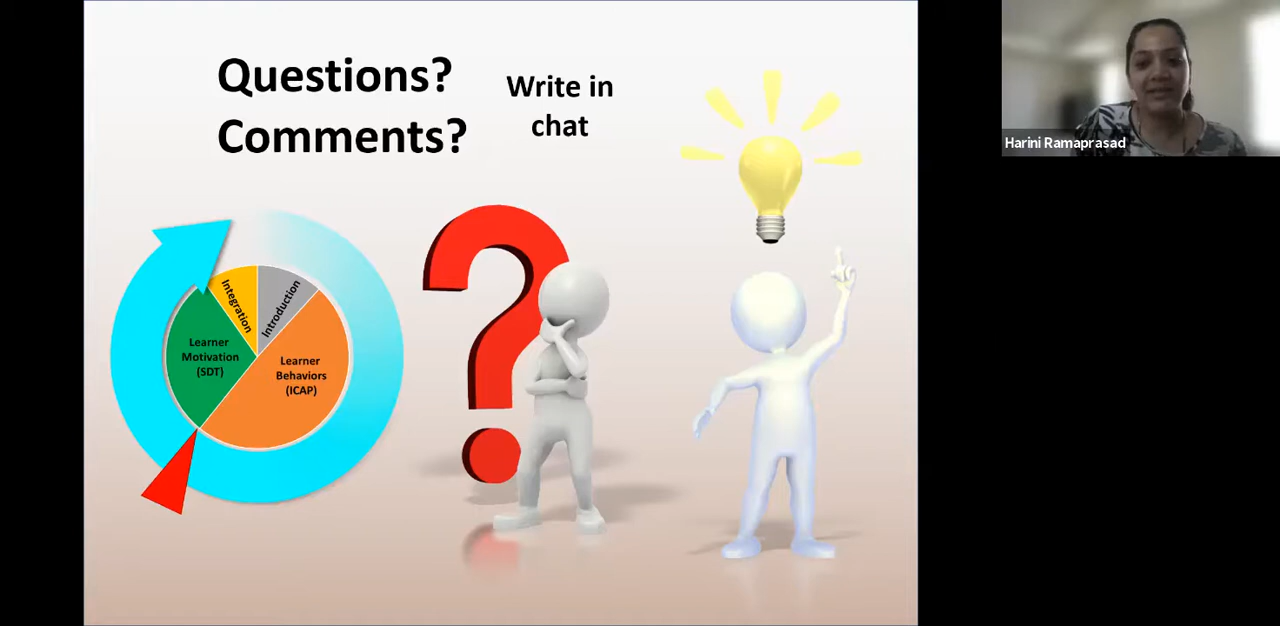 Questions?
Comments?
Write in
chat
Integration
Introduction
Learner
Motivation
(SDT)
Learner
Behaviors
(ICAP)
Harini Ramaprasad